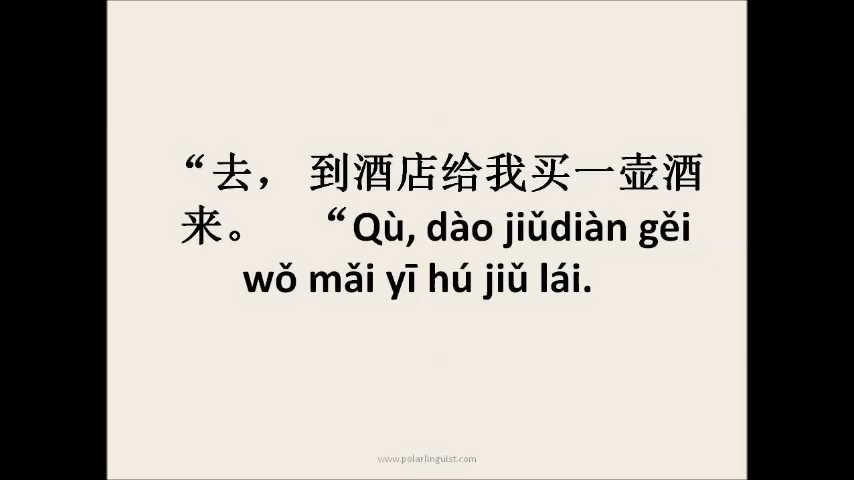 “去， 到酒店给我买一壶酒
来。 “Qù, dào jiǔdiàn gěi
wǒ mǎi yī hú jiǔ lái.
www.polarlinguist.com